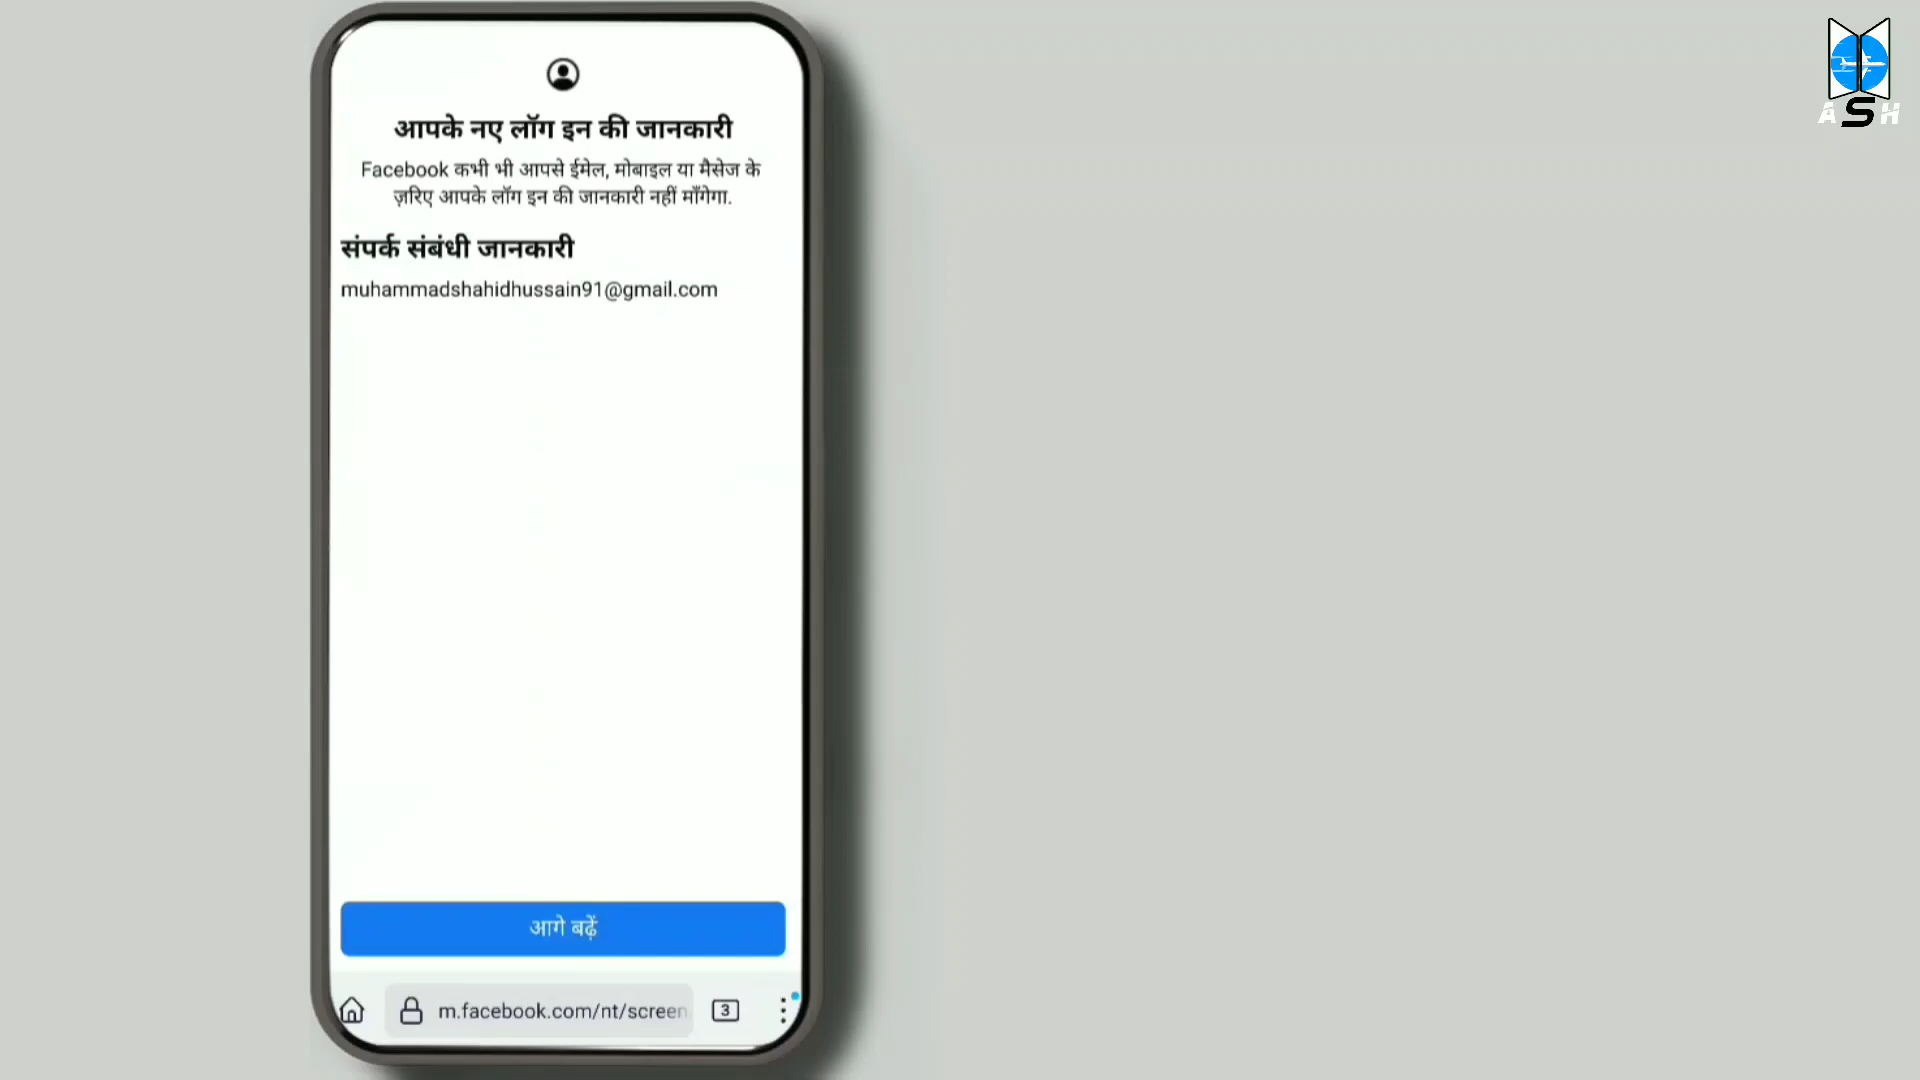 आपके नए लॉग इन की जानकारी
Facebook कभी भी आपसे ईमेल, मोबाइल या मैसेज के
ज़रिए आपके लॉग इन की जानकारी नहीं माँगेगा.
संपर्क संबंधी जानकारी
muhammadshahidhussain91@gmail.com
आगे बढ़ें
m.facebook.com/nt/screen
3
ASH